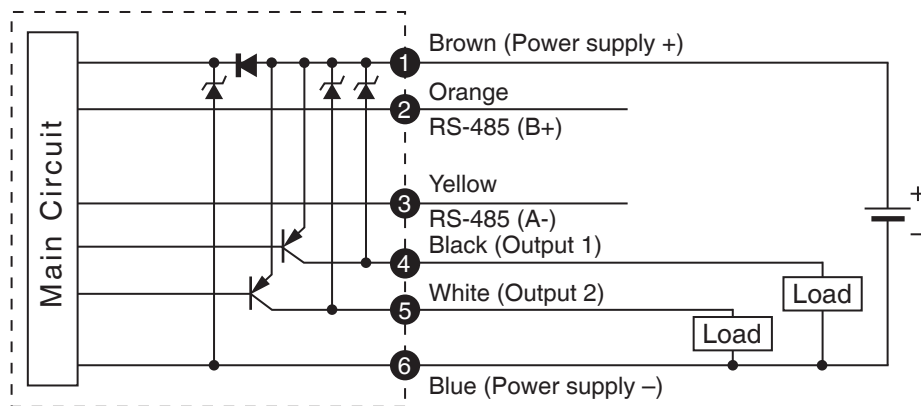 Main Circuit
1
Brown (Power supply +)
2
Orange
RS-485 (B+)
3
Yellow
RS-485 (A-)
4
Black (Output 1)
5
White (Output 2)
6
Blue (Power supply –)
Load
Load
+
–